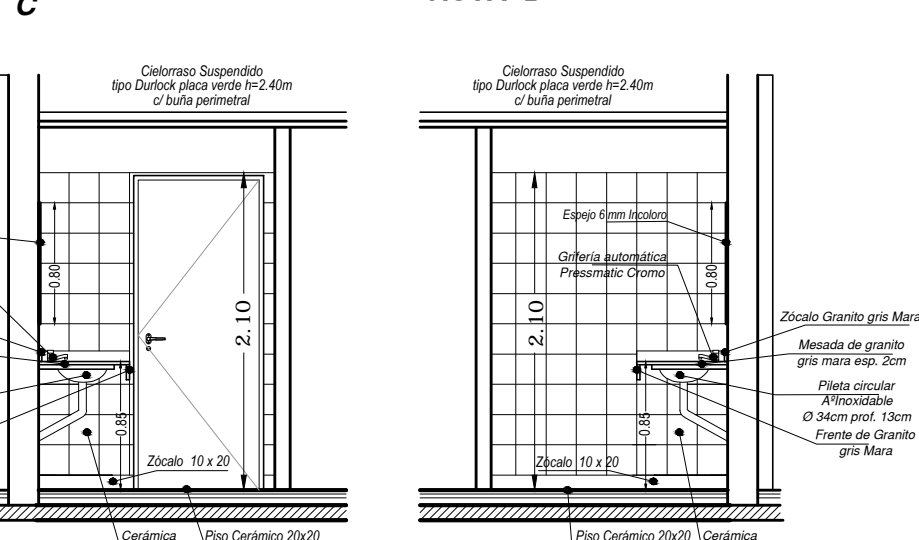 C
Cielorraso Suspendido
tipo Durlock placa verde h=2.40m
c/ buña perimetral
0.80
2.10
0.85
Zócalo 10 x 20
Cerámica
Piso Cerámico 20x20
Cielorraso Suspendido
tipo Durlock placa verde h=2.40m
c/ buña perimetral
Espejo 6 mm Incoloro
Grifería automática
Pressmatic Cromo
0.80
2.10
0.85
Zócalo 10 x 20
Zócalo Granito gris Mara
Mesada de granito
gris mara esp. 2cm
Pileta circular
AºInoxidable
Ø 34cm prof. 13cm
Frente de Granito
gris Mara
Piso Cerámico 20x20
Cerámica